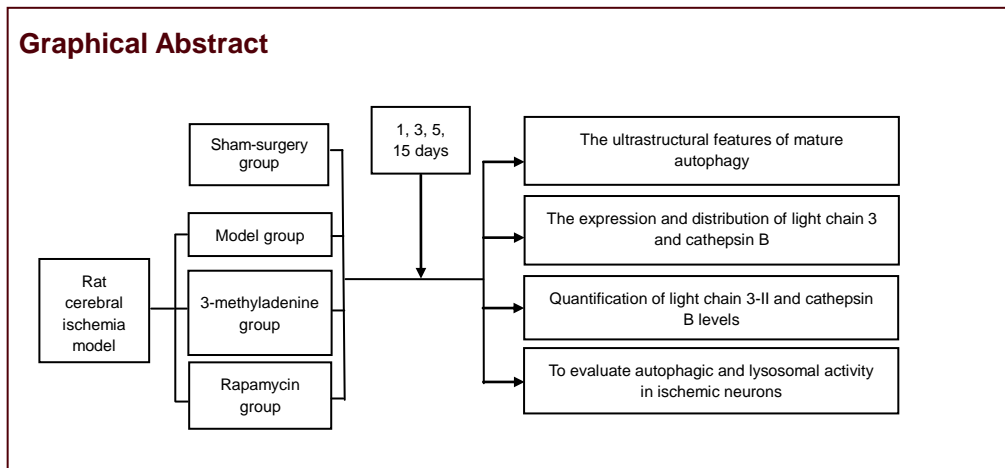 Graphical Abstract
Sham-surgery
group
Model group
Rat
cerebral
ischemia
model
3-methyladenine
group
Rapamycin
group
1, 3, 5,
15 days
The ultrastructural features of mature
autophagy
The expression and distribution of light chain 3
and cathepsin B
Quantification of light chain 3-II and cathepsin
B levels
To evaluate autophagic and lysosomal activity
in ischemic neurons